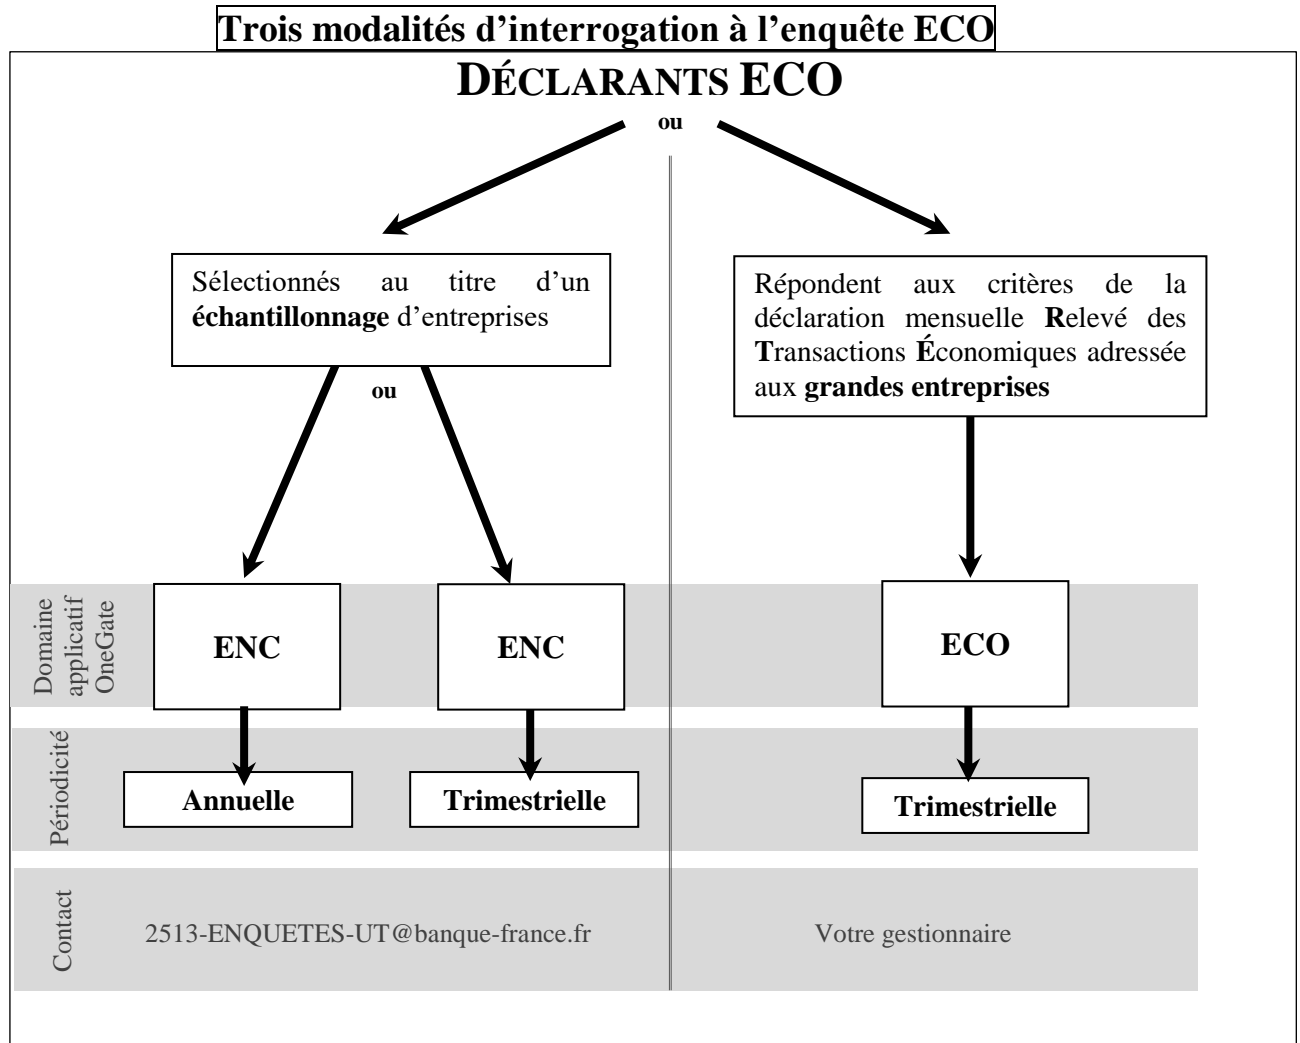 Trois modalités d’interrogation à l’enquête ECO
DÉCLARANTS ECO
ou
Sélectionnés au titre d’un
échantillonnage d’entreprises
Répondent aux critères de la
déclaration mensuelle Relevé des
Transactions Économiques adressée
aux grandes entreprises
ou
Domaine
applicatif
OneGate
ENC
ENC
ECO
Périodicité
Annuelle
Trimestrielle
Trimestrielle
Contact
2513-ENQUETES-UT@banque-france.fr
Votre gestionnaire